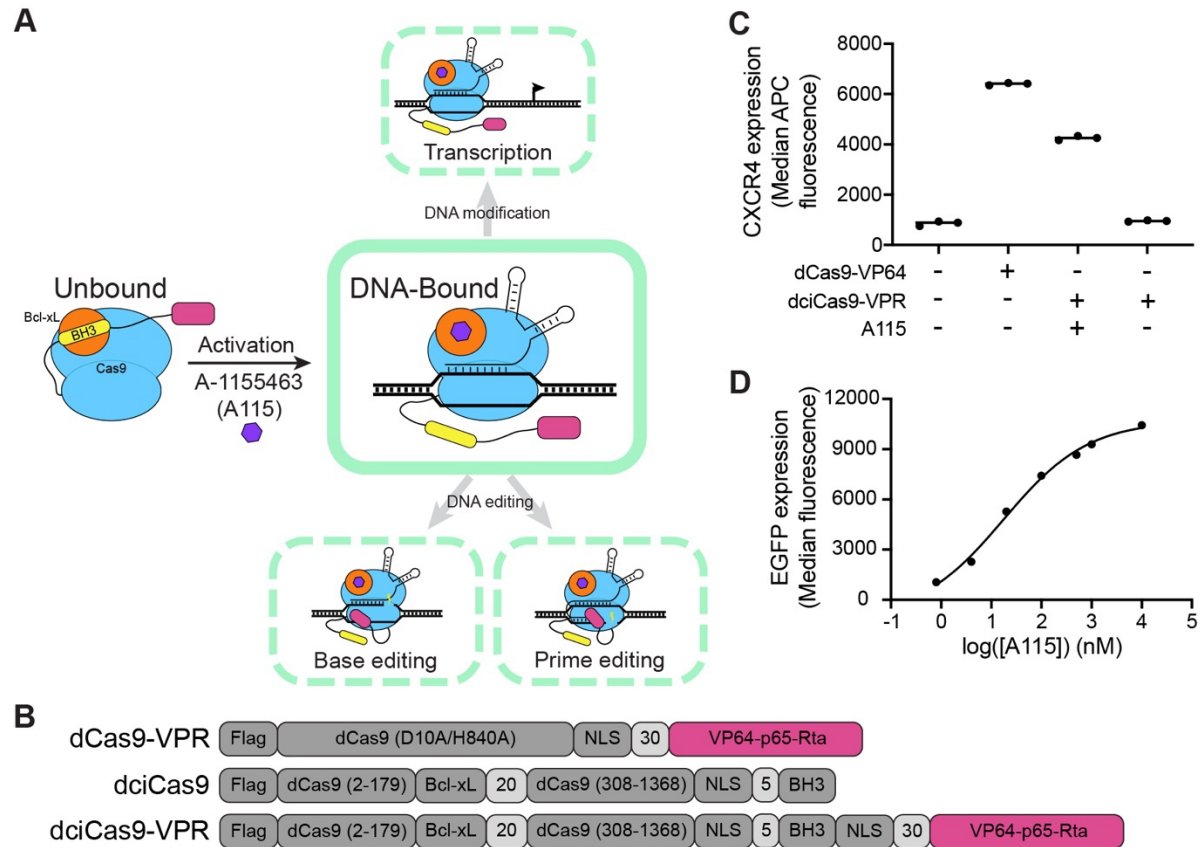 A
Transcription
DNA modification
Unbound
Bcl-xL
BH3
Cas9
Activation
A-1155463
(A115)
DNA-Bound
DNA editing
Base editing
Prime editing
C
CXCR4 expression
(Median APC
fluorescence)
8000
6000
4000
2000
0
dCas9-VP64 - + - -
dciCas9-VPR - - + +
A115 - - + -
D
EGFP expression
(Median fluorescence)
12000
9000
6000
3000
0
-1 0 1 2 3 4 5
log([A115]) (nM)
B
dCas9-VPR Flag dCas9 (D10A/H840A) NLS 30 VP64-p65-Rta
dciCas9 Flag dCas9 (2-179) Bcl-xL 20 dCas9 (308-1368) NLS 5 BH3
dciCas9-VPR Flag dCas9 (2-179) Bcl-xL 20 dCas9 (308-1368) NLS 5 BH3 NLS 30 VP64-p65-Rta